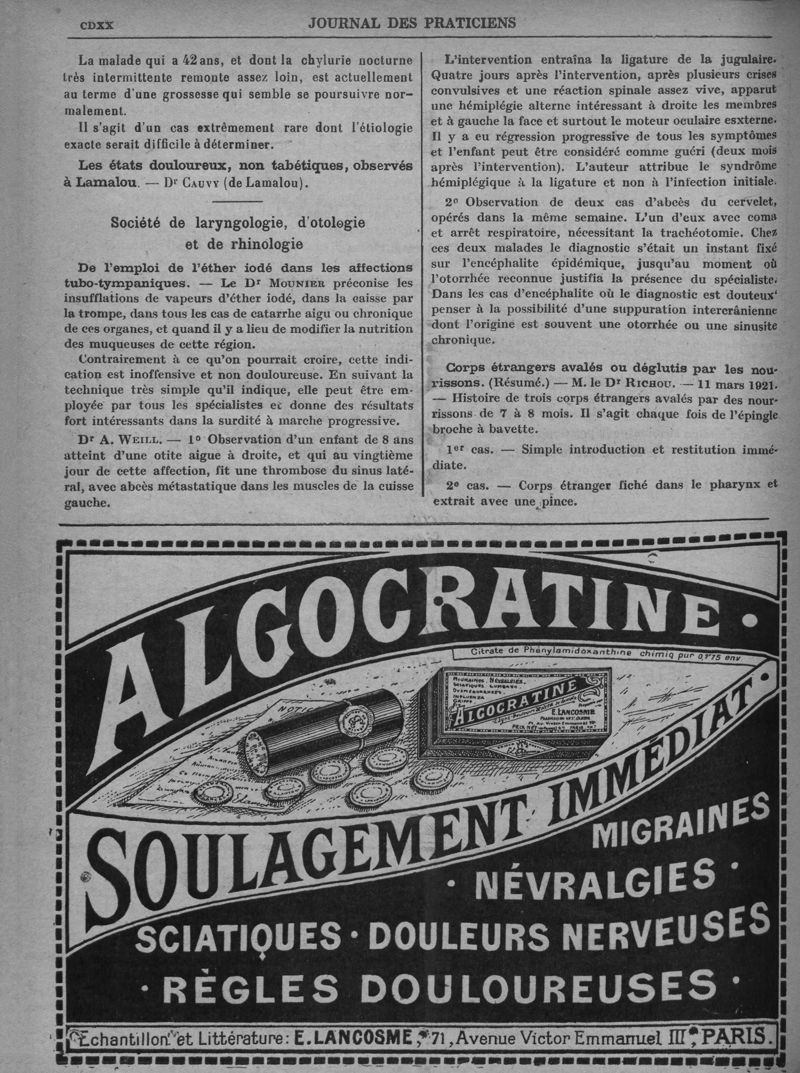 CDXX
JOURNAL DES PRATICIENS
La malade qui a 42 ans, et dont la chylurie nocturne
très intermittente remonte assez loin, est actuellement
au terme d'une grossesse qui semble se poursuivre nor-
malement.
Il s'agit d'un cas extrêmement rare dont l'étiologie
exacte serait difficile à déterminer.
Les états douloureux, non tabétiques, observés
à Lamalou. — Dr CAUVY (de Lamalou).
Société de laryngologie, d'otologie
et de rhinologie
De l'emploi de l'éther iodé dans les affections
tubo-tympaniques. — Le Dr MOUNIER préconise les
insufflations de vapeurs d'éther iodé, dans la caisse par
la trompe, dans tous les cas de catarrhe aigu ou chronique
de ces organes, et quand il y a lieu de modifier la nutrition
des muqueuses de cette région.
Contrairement à ce qu'on pourrait croire, cette indi-
cation est inoffensive et non douloureuse. En suivant la
technique très simple qu'il indique, elle peut être em-
ployée par tous les spécialistes et donne des résultats
fort intéressants dans la surdité à marche progressive.
Dr A. WEILL. — 1o Observation d'un enfant de 8 ans
atteint d'une otite aigue à droite, et qui au vingtième
jour de cette affection, fit une thrombose du sinus laté-
ral, avec abcès métastatique dans les muscles de la cuisse
gauche.
L'intervention entraîna la ligature de la jugulaire.
Quatre jours après l'intervention, après plusieurs crises
convulsives et une réaction spinale assez vive, apparut
une hémiplégie alterne intéressant à droite les membres
et à gauche la face et surtout le moteur oculaire esxterne.
Il y a eu régression progressive de tous les symptômes
et l'enfant peut être considéré comme guéri (deux mois
après l'intervention). L'auteur attribue le syndrôme
hémiplégique à la ligature et non à l'infection initiale.
2o Observation de deux cas d'abcès du cervelet,
opérés dans la même semaine. L'un d'eux avec coma
et arrêt respiratoire, nécessitant la trachéotomie. Chez
ces deux malades le diagnostic s'était un instant fixé
sur l'encéphalite épidémique, jusqu'au moment où
l'otorrhée reconnue justifia la présence du spécialiste.
Dans les cas d'encéphalite où le diagnostic est douteux'
penser à la possibilité d'une suppuration intercrânienne
dont l'origine est souvent une otorrhée ou une sinusite
chronique.
Corps étrangers avalés ou déglutis par les nour-
rissons. (Résumé.) — M. le Dr RICHOU. — 11 mars 1921.
— Histoire de trois corps étrangers avalés par des nour-
rissons de 7 à 8 mois. Il s'agit chaque fois de l'épingle
broche à bavette.
1er cas. — Simple introduction et restitution immé-
diate.
2e cas. — Corps étranger fiché dans le pharynx et
extrait avec une pince.
ALGOCRATINE
Citrate de Phénylamidoxanthine chimiq pur
NOTICE
MIGRAINES. NÉVRALGIES.
SCIATIQUES LUMBAGO
INFLUENZA
GRIPPE
ALGOCRATINE
E. LANCOSME
PARIS
SOULAGEMENT IMMÉDIAT
MIGRAINES
NÉVRALGIES
SCIATIQUES · DOULEURS NERVEUSES
RÈGLES DOULOUREUSES
Echantillon et Littérature: E.LANCOSME, 71, Avenue Victor Emmanuel III, PARIS.